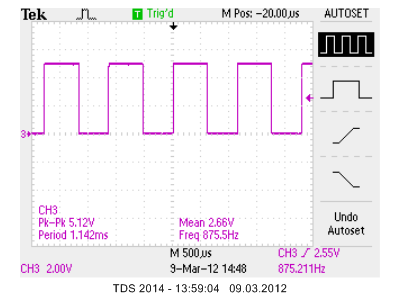 Tek T Trig'd M Pos: -20.00µs AUTOSET
3
CH3
Pk-Pk 5.12V Mean 2.66V
Period 1.142ms Freq 875.5Hz
Undo
Autoset
M 500µs CH3 / 2.55V
CH3 2.00V 9-Mar-12 14:48 875.211Hz
TDS 2014 - 13:59:04 09.03.2012